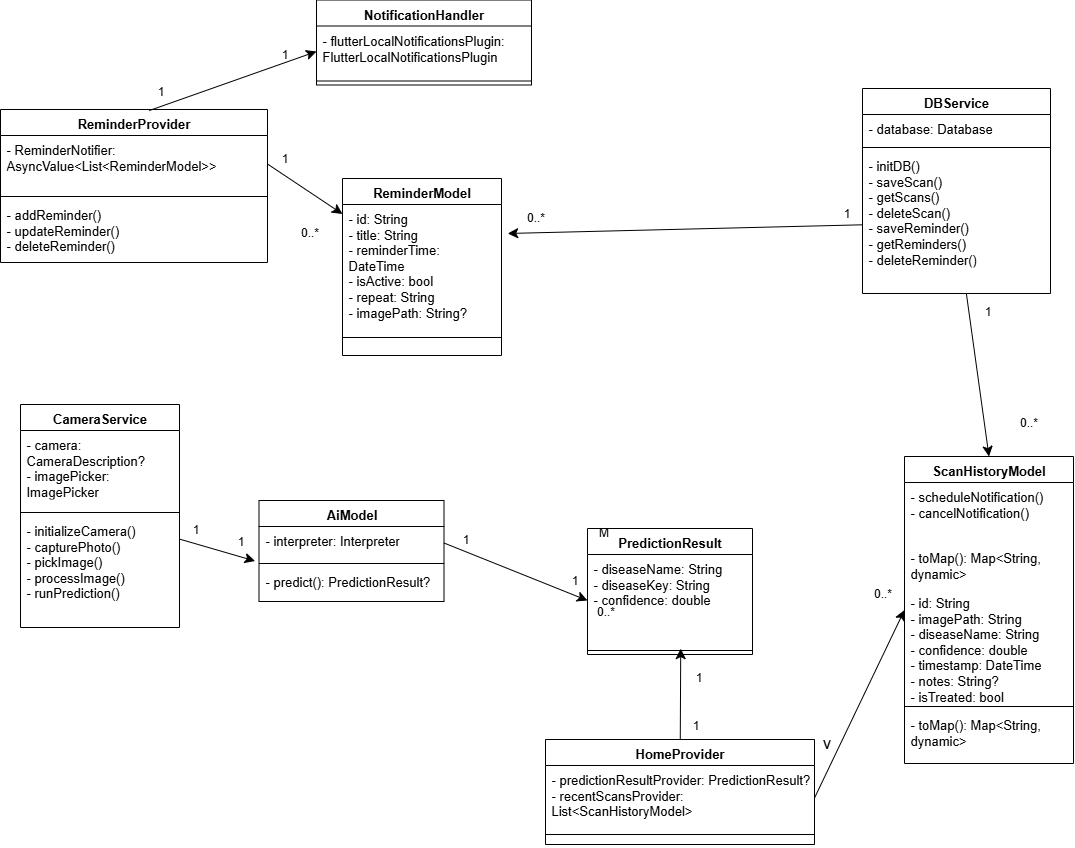 NotificationHandler
- flutterLocalNotificationsPlugin:
FlutterLocalNotificationsPlugin
1
1
ReminderProvider
- ReminderNotifier:
AsyncValue<List<ReminderModel>>
- addReminder()
- updateReminder()
- deleteReminder()
1
0..*
ReminderModel
- id: String
- title: String
- reminderTime:
DateTime
- isActive: bool
- repeat: String
- imagePath: String?
0..*
1
DBService
- database: Database
- initDB()
- saveScan()
- getScans()
- deleteScan()
- saveReminder()
- getReminders()
- deleteReminder()
1
0..*
CameraService
- camera:
CameraDescription?
- imagePicker:
ImagePicker
- initializeCamera()
- capturePhoto()
- pickImage()
- processImage()
- runPrediction()
1
1
AiModel
- interpreter: Interpreter
- predict(): PredictionResult?
1
1
M
PredictionResult
- diseaseName: String
- diseaseKey: String
- confidence: double
0..*
1
1
ScanHistoryModel
- scheduleNotification()
- cancelNotification()
- toMap(): Map<String,
dynamic>
- id: String
- imagePath: String
- diseaseName: String
- confidence: double
- timestamp: DateTime
- notes: String?
- isTreated: bool
- toMap(): Map<String,
dynamic>
0..*
V
HomeProvider
- predictionResultProvider: PredictionResult?
- recentScansProvider:
List<ScanHistoryModel>